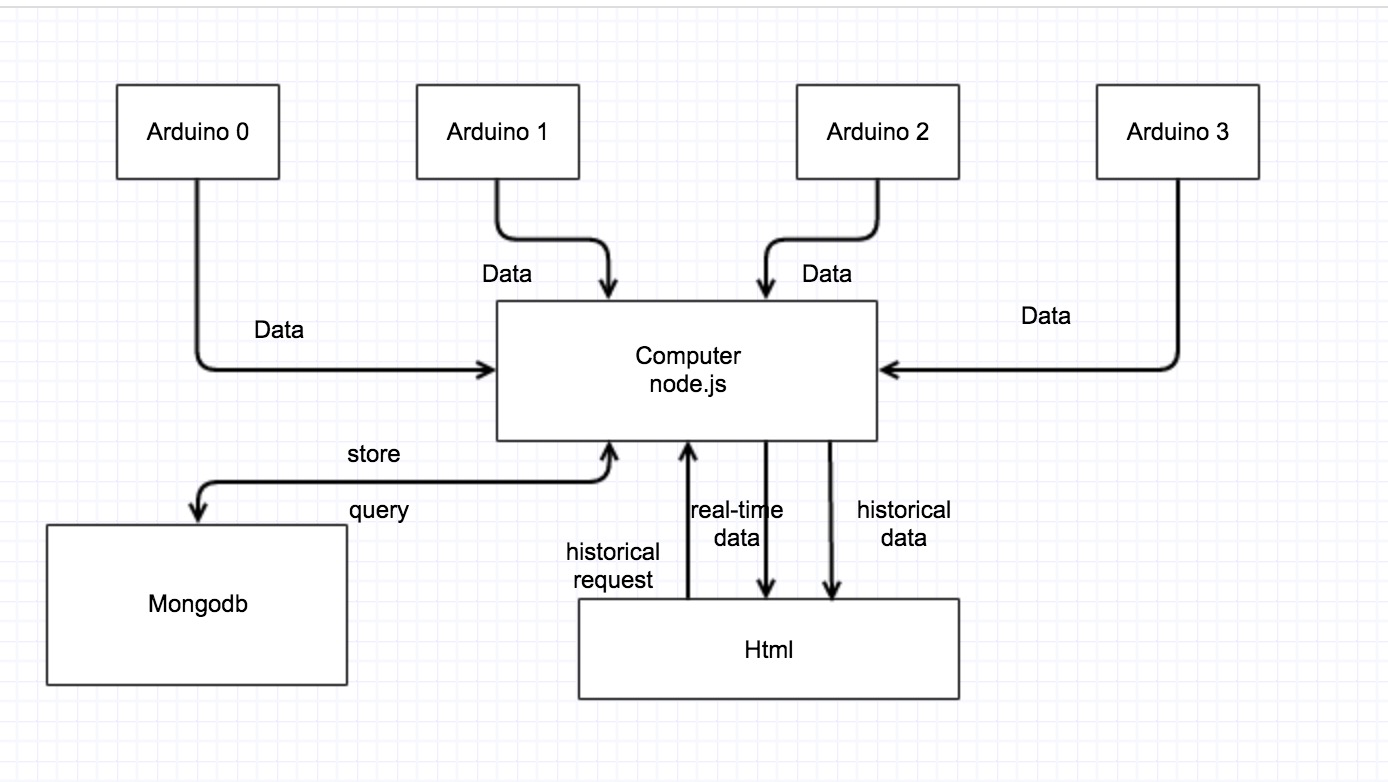 Arduino 0
Arduino 1
Arduino 2
Arduino 3
Data
Data
Data
Data
Computer
node.js
store
query
real-time
data
historical
data
historical
request
Mongodb
Html